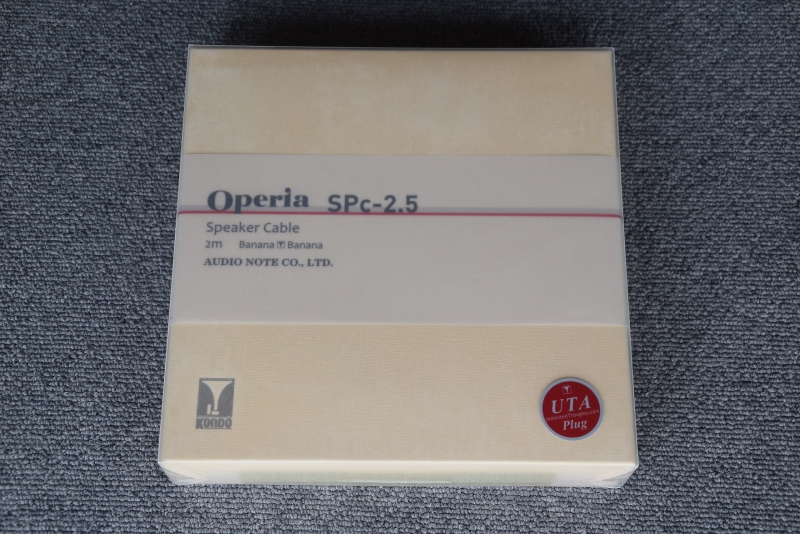 Operia SPc-2.5
Speaker Cable
2m Banana Banana
AUDIO NOTE CO., LTD.
KONDO
UTA
Plug